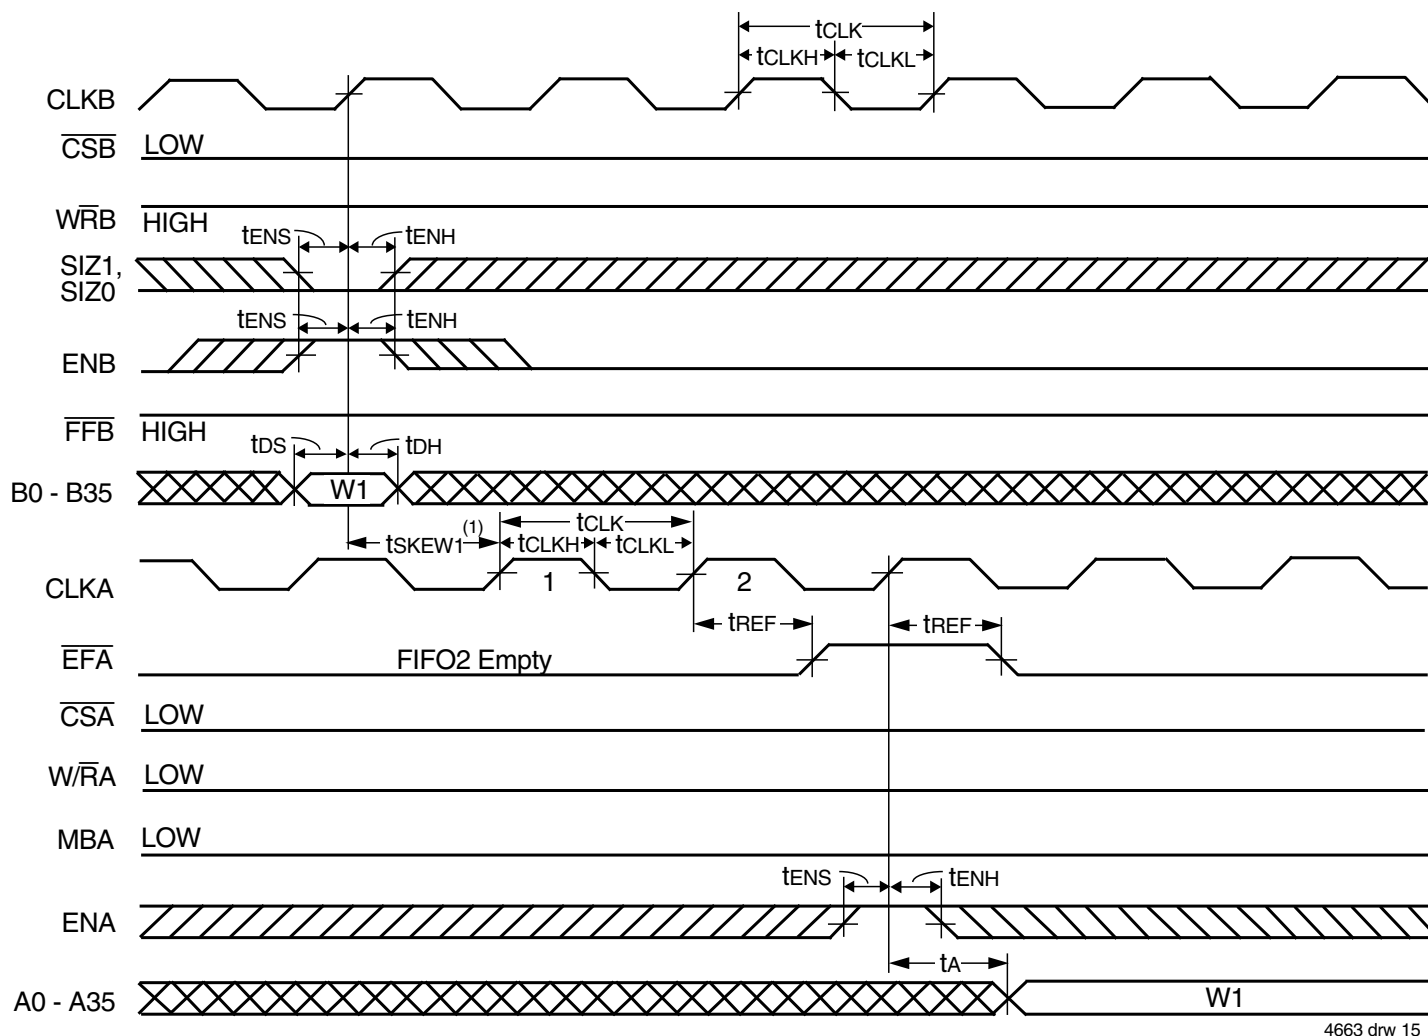 tCLK
tCLKH tCLKL
CLKB
CSB LOW
WRB HIGH
tENS tENH
SIZ1,
SIZ0
tENS tENH
ENB
FFB HIGH
tDS tDH
B0 - B35 W1
tSKEW1(1) tCLK
tCLKH tCLKL
CLKA 1 2
tREF tREF
EFA FIFO2 Empty
CSA LOW
W/RA LOW
MBA LOW
tENS tENH
ENA
tA
A0 - A35 W1
4663 drw 15